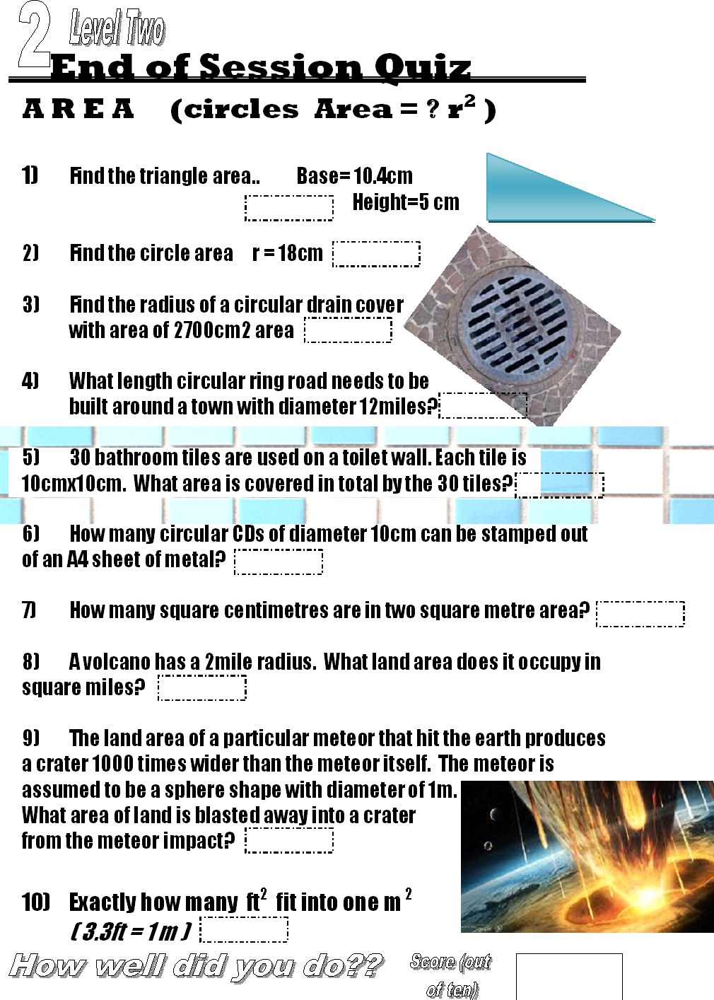 2 Level Two
End of Session Quiz
A R E A (circles Area = ? r² )
1) Find the triangle area.. Base= 10.4cm
Height=5 cm
2) Find the circle area r = 18cm
3) Find the radius of a circular drain cover
with area of 2700cm2 area
4) What length circular ring road needs to be
built around a town with diameter 12miles?
5) 30 bathroom tiles are used on a toilet wall. Each tile is
10cmx10cm. What area is covered in total by the 30 tiles?
6) How many circular CDs of diameter 10cm can be stamped out
of an A4 sheet of metal?
7) How many square centimetres are in two square metre area?
8) A volcano has a 2mile radius. What land area does it occupy in
square miles?
9) The land area of a particular meteor that hit the earth produces
a crater 1000 times wider than the meteor itself. The meteor is
assumed to be a sphere shape with diameter of 1m.
What area of land is blasted away into a crater
from the meteor impact?
10) Exactly how many ft² fit into one m ²
( 3.3ft = 1m )
How well did you do??
Score (out
of ten)